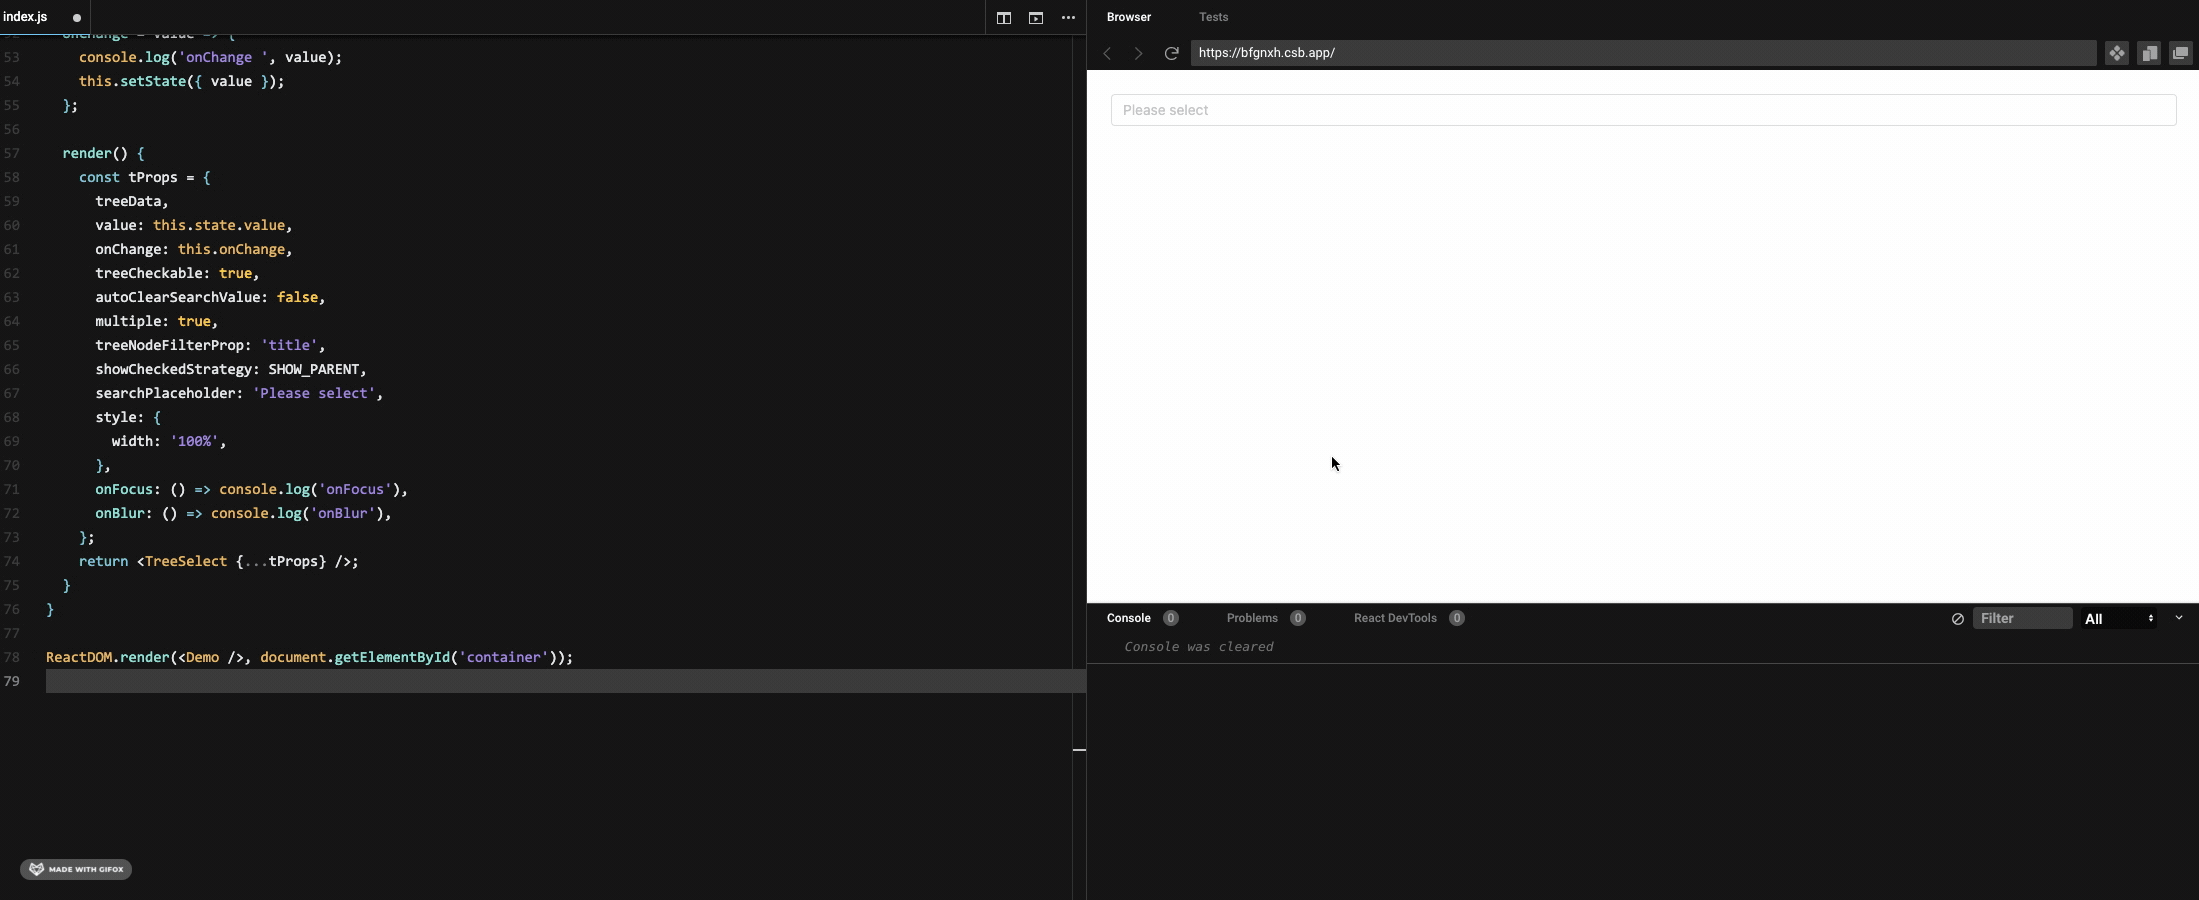 index.js
52 onChange = value => {
53 console.log('onChange ', value);
54 this.setState({ value });
55 };
56
57 render() {
58 const tProps = {
59 treeData,
60 value: this.state.value,
61 onChange: this.onChange,
62 treeCheckable: true,
63 autoClearSearchValue: false,
64 multiple: true,
65 treeNodeFilterProp: 'title',
66 showCheckedStrategy: SHOW_PARENT,
67 searchPlaceholder: 'Please select',
68 style: {
69 width: '100%',
70 },
71 onFocus: () => console.log('onFocus'),
72 onBlur: () => console.log('onBlur'),
73 };
74 return <TreeSelect {...tProps} />;
75 }
76 }
77
78 ReactDOM.render(<Demo />, document.getElementById('container'));
79
MADE WITH GIFOX
Browser Tests
https://bfgnxh.csb.app/
Please select
Console 0 Problems 0 React DevTools 0 Filter All
Console was cleared